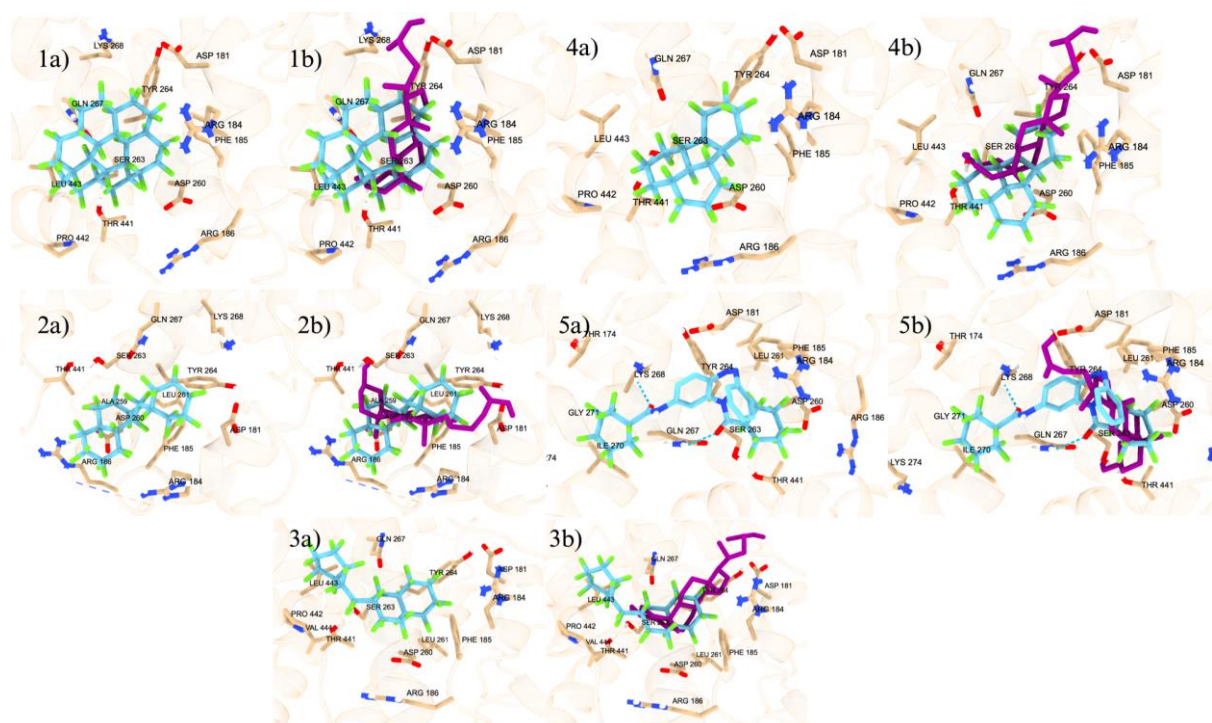 1a)
LYS 268
ASP 181
TYR 264
GLN 267
ARG 184
PHE 185
SER 263
LEU 443
ASP 260
THR 441
PRO 442
ARG 186
1b)
LYS 268
ASP 181
TYR 264
GLN 267
ARG 184
PHE 185
SER 263
LEU 443
ASP 260
THR 441
PRO 442
ARG 186
4a)
ASP 181
GLN 267
TYR 264
ARG 184
LEU 443
SER 263
PHE 185
ASP 260
PRO 442
THR 441
ARG 186
4b)
GLN 267
ASP 181
TYR 264
ARG 184
LEU 443
PHE 185
ASP 260
PRO 442
THR 441
ARG 186
2a)
GLN 267
LYS 268
SER 263
THR 441
TYR 264
LEU 261
ALA 259
ASP 260
ASP 181
PHE 185
ARG 186
ARG 184
2b)
GLN 267
LYS 268
SER 263
THR 441
TYR 264
LEU 261
ALA 259
ASP 181
PHE 185
ARG 186
ARG 184
5a)
ASP 181
THR 174
PHE 185
LEU 261
ARG 184
TYR 264
LYS 268
ASP 260
GLY 271
ARG 186
SER 263
GLN 267
ILE 270
THR 441
274
5b)
ASP 181
THR 174
PHE 185
LEU 261
ARG 184
TYR 264
LYS 268
ASP 260
GLY 271
GLN 267
ILE 270
LYS 274
THR 441
3a)
GLN 267
TYR 264
ASP 181
LEU 443
ARG 184
SER 263
PRO 442
VAL 444
THR 441
PHE 185
LEU 261
ASP 260
ARG 186
3b)
GLN 267
ASP 181
LEU 443
ARG 184
PRO 442
THR 441
LEU 261
PHE 185
ASP 260
ARG 186